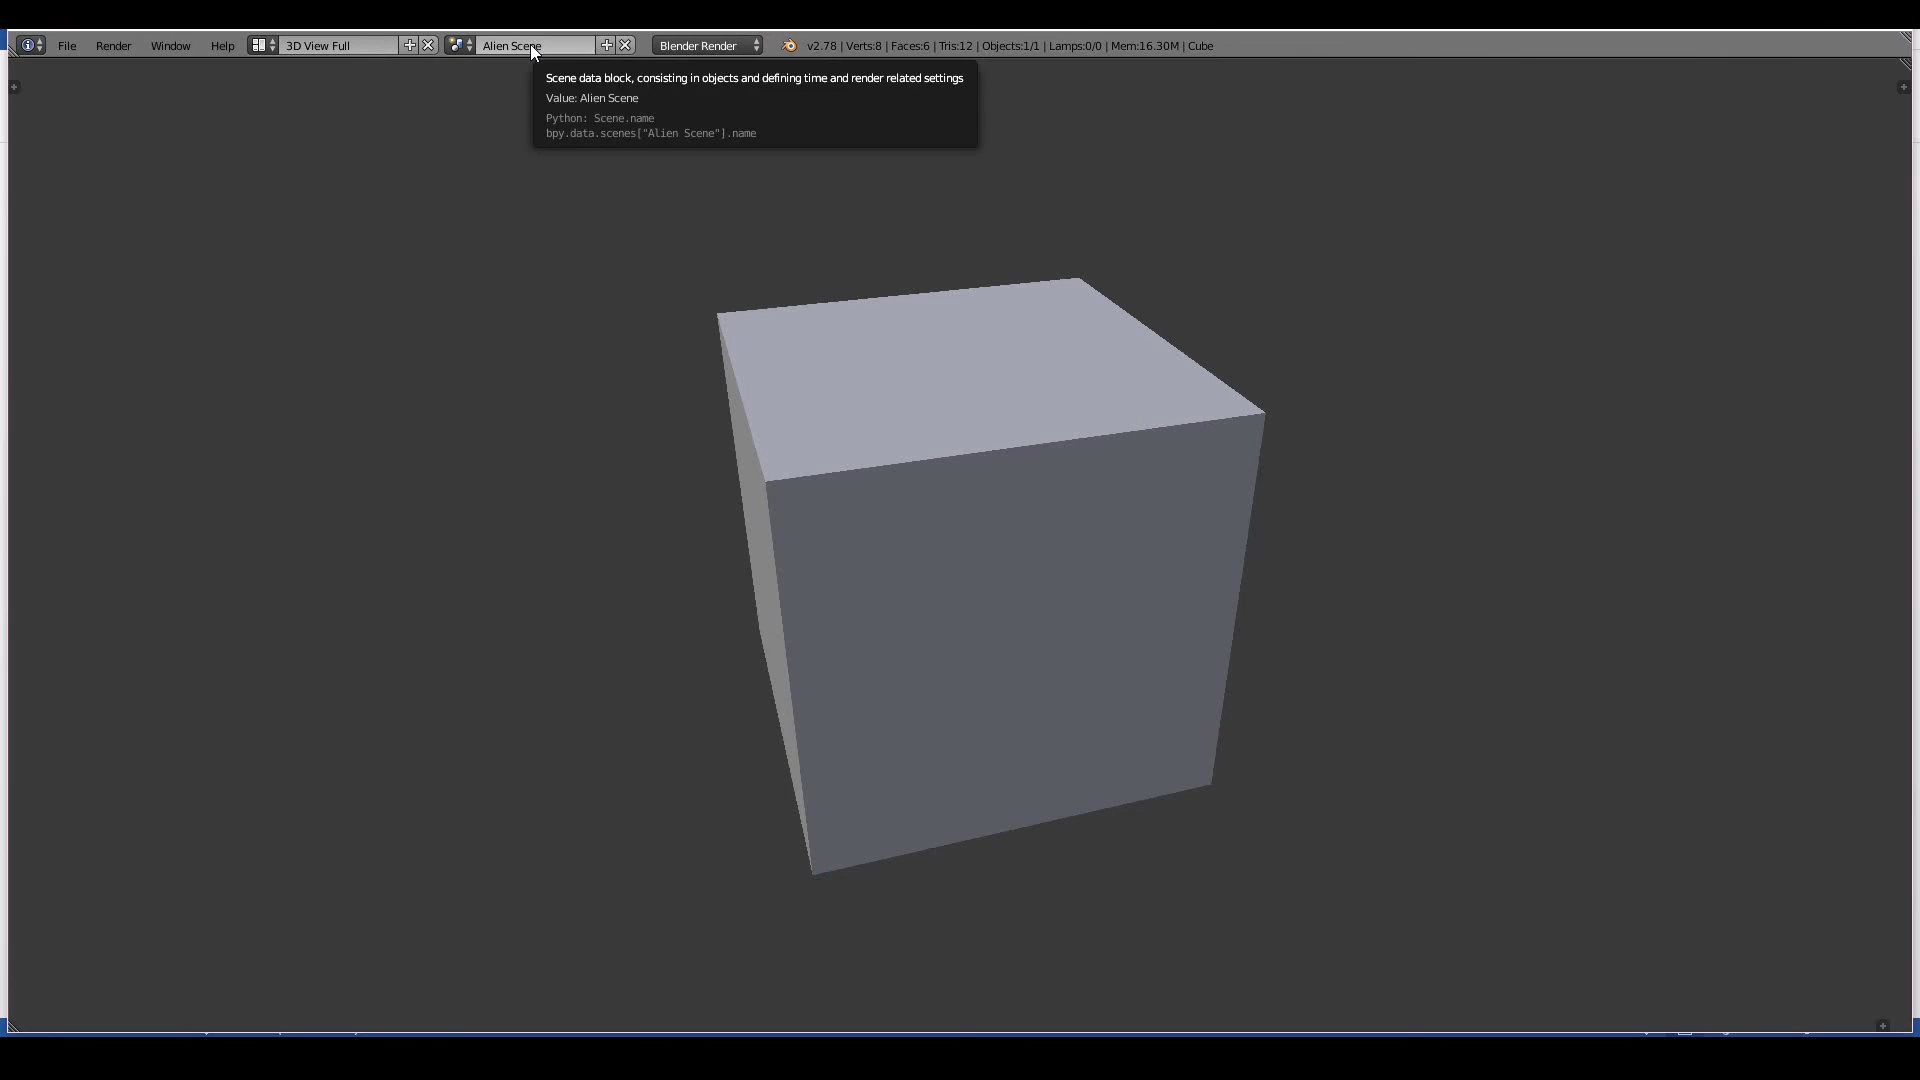 File Render Window Help 3D View Full Alien Scene Blender Render v2.78 | Verts:8 | Faces:6 | Tris:12 | Objects:1/1 | Lamps:0/0 | Mem:16.30M | Cube
Scene data block, consisting in objects and defining time and render related settings
Value: Alien Scene
Python: Scene.name
bpy.data.scenes["Alien Scene"].name